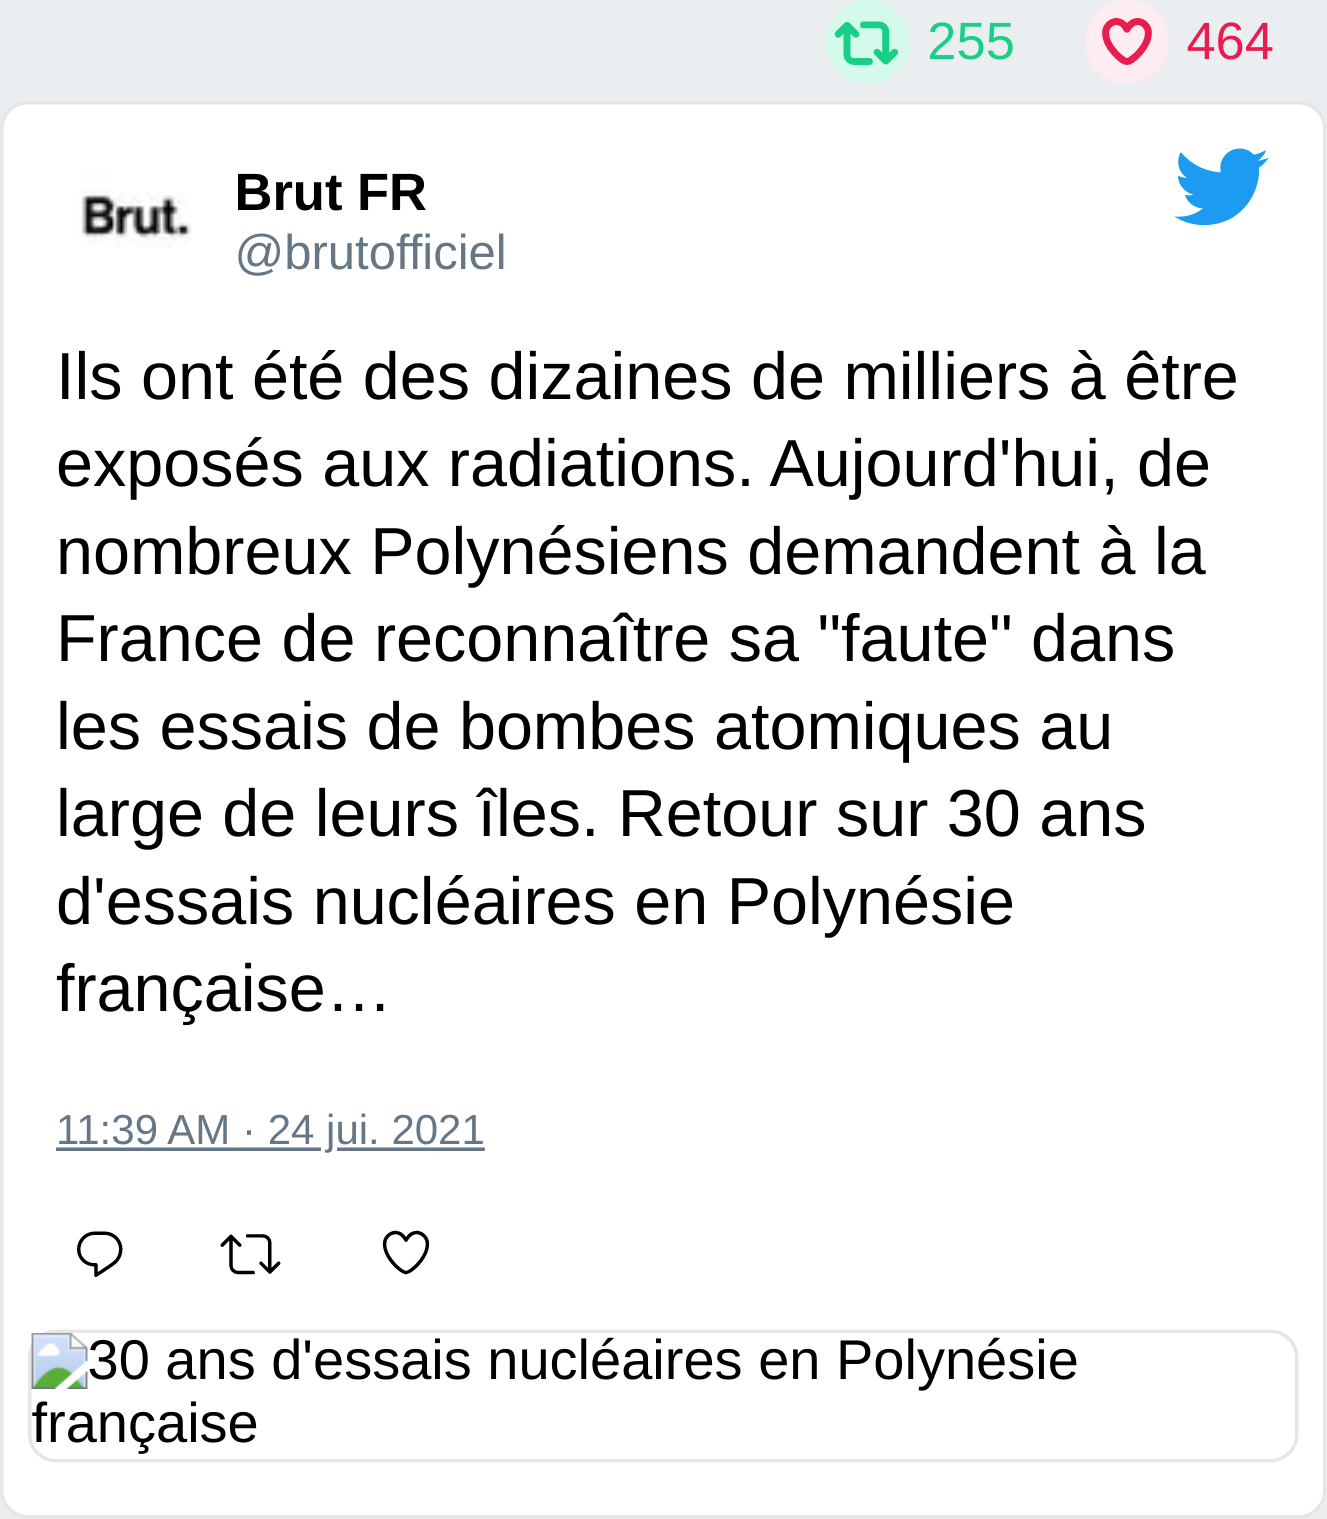 255 464
Brut.
Brut FR
@brutofficiel
Ils ont été des dizaines de milliers à être
exposés aux radiations. Aujourd'hui, de
nombreux Polynésiens demandent à la
France de reconnaître sa "faute" dans
les essais de bombes atomiques au
large de leurs îles. Retour sur 30 ans
d'essais nucléaires en Polynésie
française…
11:39 AM · 24 jui. 2021
30 ans d'essais nucléaires en Polynésie
française